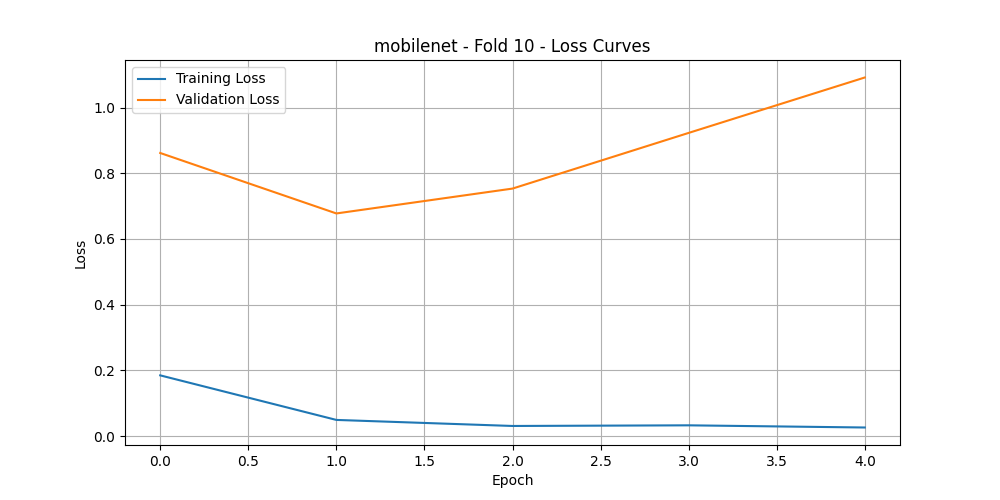 mobilenet - Fold 10 - Loss Curves
Training Loss
Validation Loss
1.0
0.8
0.6
0.4
0.2
0.0
Loss
0.0 0.5 1.0 1.5 2.0 2.5 3.0 3.5 4.0
Epoch